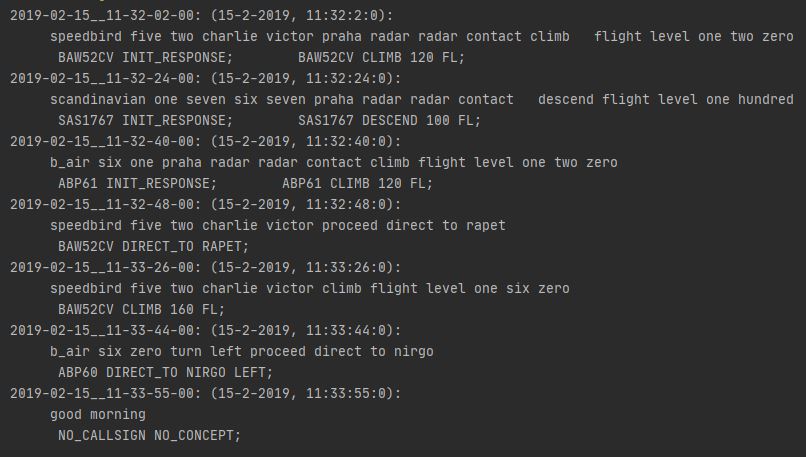 2019-02-15__11-32-02-00: (15-2-2019, 11:32:2:0):
speedbird five two charlie victor praha radar radar contact climb   flight level one two zero
BAW52CV INIT_RESPONSE;        BAW52CV CLIMB 120 FL;
2019-02-15__11-32-24-00: (15-2-2019, 11:32:24:0):
scandinavian one seven six seven praha radar radar contact   descend flight level one hundred
SAS1767 INIT_RESPONSE;        SAS1767 DESCEND 100 FL;
2019-02-15__11-32-40-00: (15-2-2019, 11:32:40:0):
b_air six one praha radar radar contact climb flight level one two zero
ABP61 INIT_RESPONSE;        ABP61 CLIMB 120 FL;
2019-02-15__11-32-48-00: (15-2-2019, 11:32:48:0):
speedbird five two charlie victor proceed direct to rapet
BAW52CV DIRECT_TO RAPET;
2019-02-15__11-33-26-00: (15-2-2019, 11:33:26:0):
speedbird five two charlie victor climb flight level one six zero
BAW52CV CLIMB 160 FL;
2019-02-15__11-33-44-00: (15-2-2019, 11:33:44:0):
b_air six zero turn left proceed direct to nirgo
ABP60 DIRECT_TO NIRGO LEFT;
2019-02-15__11-33-55-00: (15-2-2019, 11:33:55:0):
good morning
NO_CALLSIGN NO_CONCEPT;